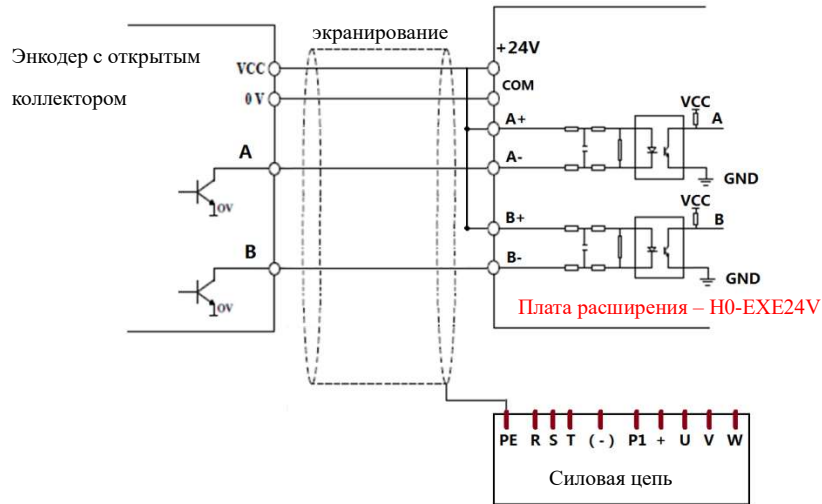 экранирование
Энкодер с открытым
коллектором
VCC
0 V
A
0V
B
0V
+24V
COM
A+
A-
VCC
A
GND
B+
B-
VCC
B
GND
Плата расширения – H0-EXE24V
PE R S T (-) P1 + U V W
Силовая цепь